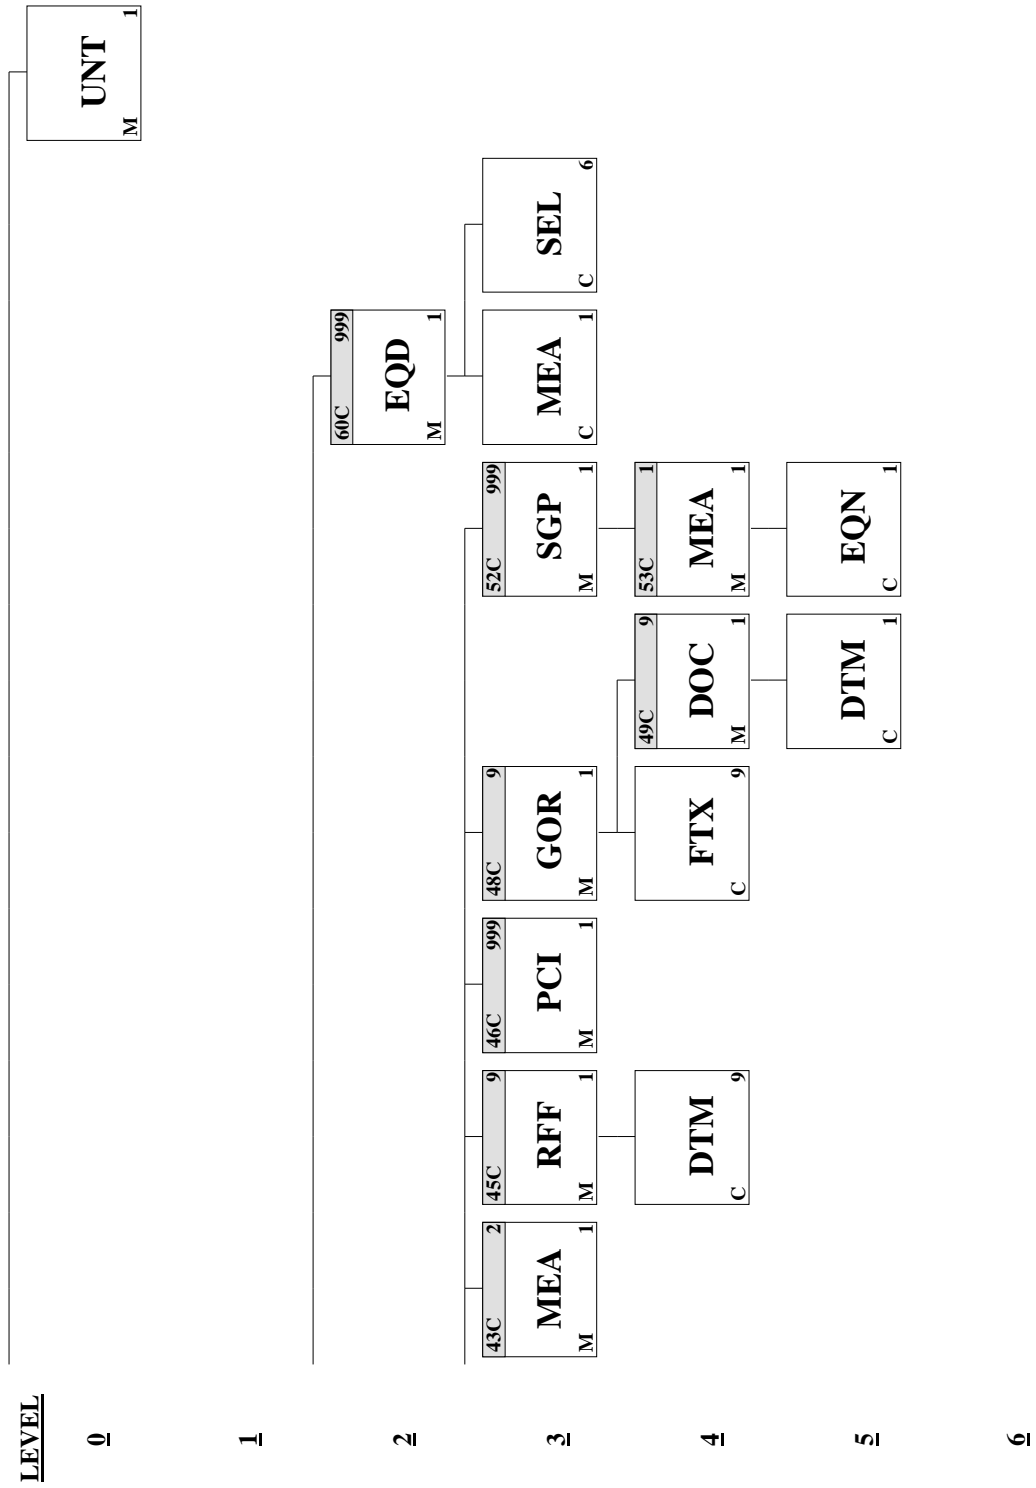 LEVEL
0
UNT
M 1
1
2
60C 999
EQD
M 1
3
43C 2
MEA
M 1
45C 9
RFF
M 1
46C 999
PCI
M 1
48C 9
GOR
M 1
52C 999
SGP
M 1
MEA
C 1
SEL
C 6
4
DTM
C 9
FTX
C 9
49C 9
DOC
M 1
53C 1
MEA
M 1
5
DTM
C 1
EQN
C 1
6